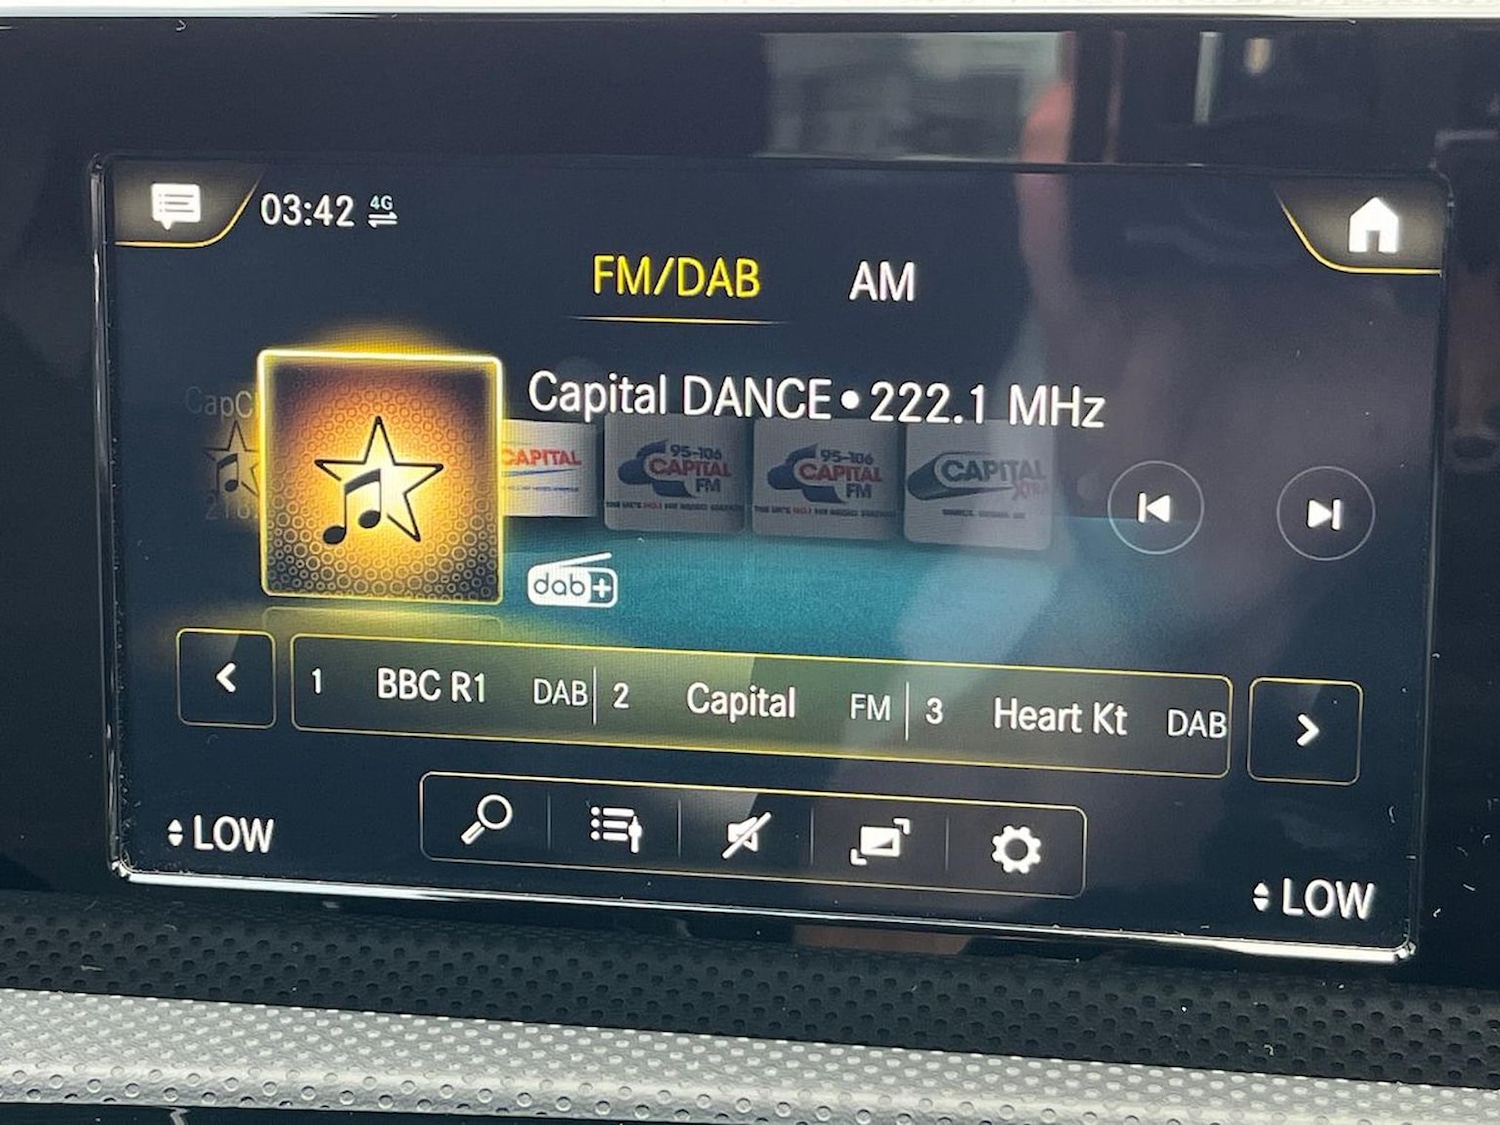 03:42 4G
FM/DAB AM
Capital DANCE•222.1 MHz
CAPITAL
95-106
CAPITAL
FM
95-106
CAPITAL
FM
CAPITAL
dab+
1 BBC R1 DAB 2 Capital FM 3 Heart Kt DAB
LOW
LOW